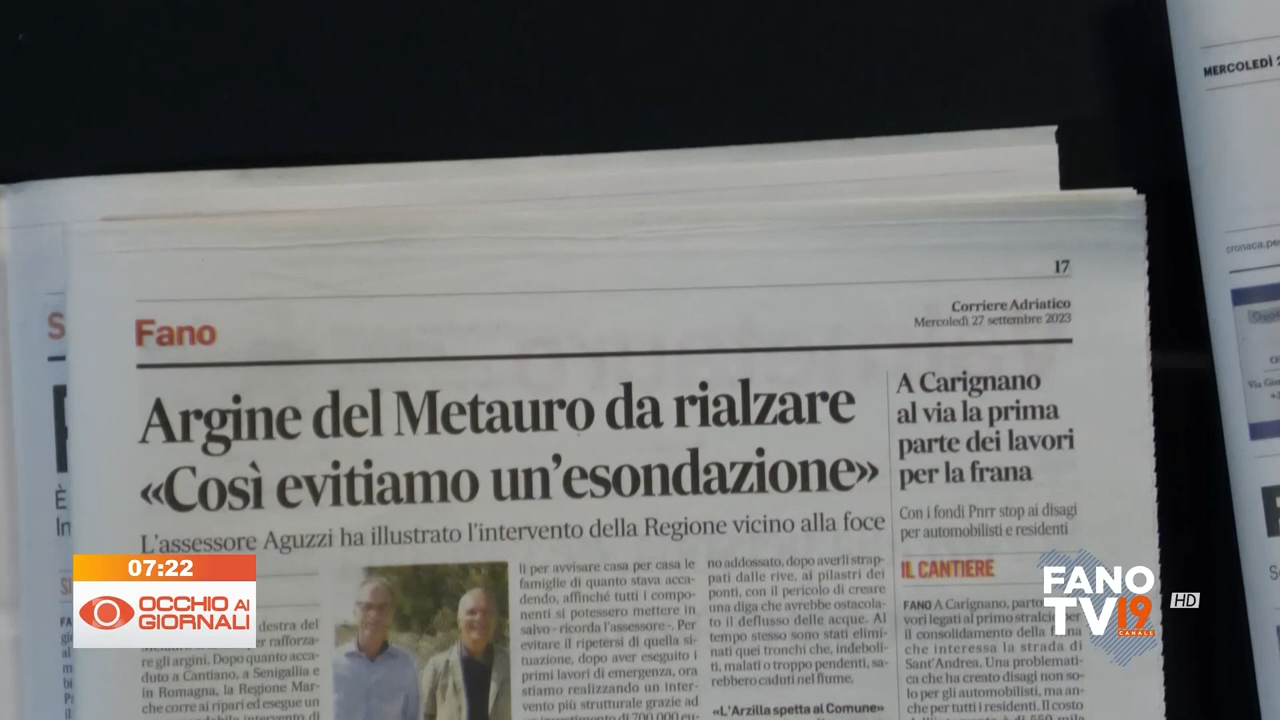 MERCOLEDÌ
17
Corriere Adriatico
Mercoledì 27 settembre 2023
Fano
Argine del Metauro da rialzare
«Così evitiamo un'esondazione»
L'assessore Aguzzi ha illustrato l'intervento della Regione vicino alla foce
destra del
rafforza-
re gli argini. Dopo quanto acca-
duto a Cantiano, a Senigallia e
in Romagna, la Regione Mar-
che corre ai ripari ed esegue un
intervento di
li per avvisare casa per casa le
famiglie di quanto stava acca-
dendo, affinché tutti i compo-
nenti si potessero mettere in
salvo - ricorda l'assessore -. Per
evitare il ripetersi di quella si-
tuazione, dopo aver eseguito i
primi lavori di emergenza, ora
stiamo realizzando un inter-
vento più strutturale grazie ad
un investimento di 700.000 eu-
no addossato, dopo averli strap-
pati dalle rive, ai pilastri dei
ponti, con il pericolo di creare
una diga che avrebbe ostacola-
to il deflusso delle acque. Al
tempo stesso sono stati elimi-
nati quei tronchi che, indeboli-
ti, malati o troppo pendenti, sa-
rebbero caduti nel fiume.
«L'Arzilla spetta al Comune»
A Carignano
al via la prima
parte dei lavori
per la frana
Con i fondi Pnrr stop ai disagi
per automobilisti e residenti
IL CANTIERE
FANO A Carignano, parto
vori legati al primo stralcio per
il consolidamento della frana
che interessa la strada di
Sant'Andrea. Una problemati-
ca che ha creato disagi non so-
lo per gli automobilisti, ma an-
che per tutti i residenti. Il costo
07:22
OCCHIO AI
GIORNALI
FANO
TV19
CANALE
HD